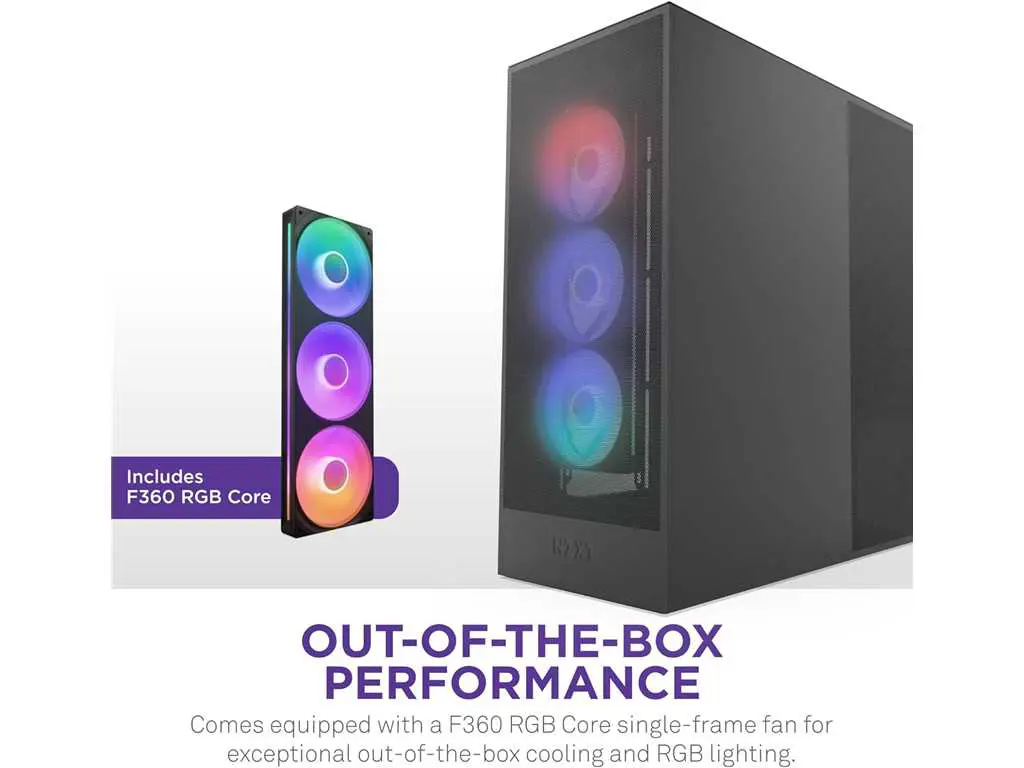 Includes
F360 RGB Core
NZXT
OUT-OF-THE-BOX
PERFORMANCE
Comes equipped with a F360 RGB Core single-frame fan for
exceptional out-of-the-box cooling and RGB lighting.